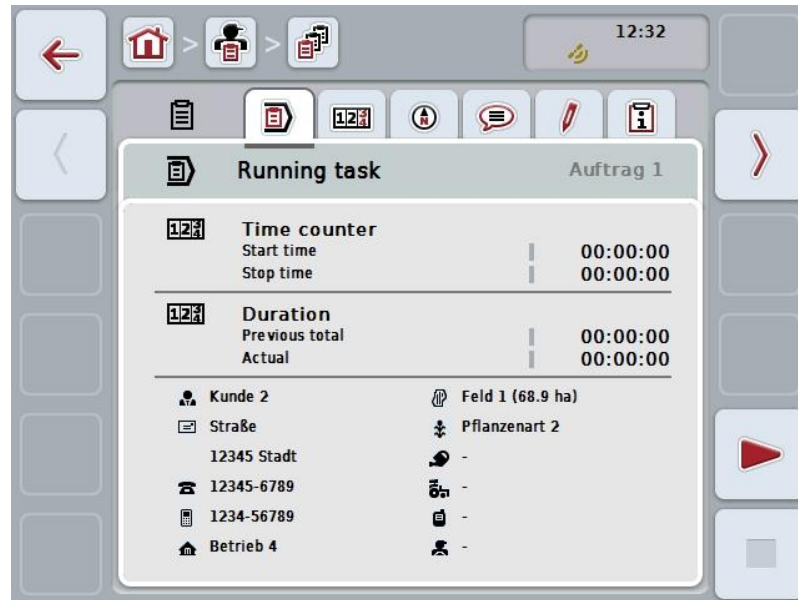 12:32
Running task Auftrag 1
Time counter
Start time 00:00:00
Stop time 00:00:00
Duration
Previous total 00:00:00
Actual 00:00:00
Kunde 2 Feld 1 (68.9 ha)
Straße Pflanzenart 2
12345 Stadt -
12345-6789 -
1234-56789 -
Betrieb 4 -